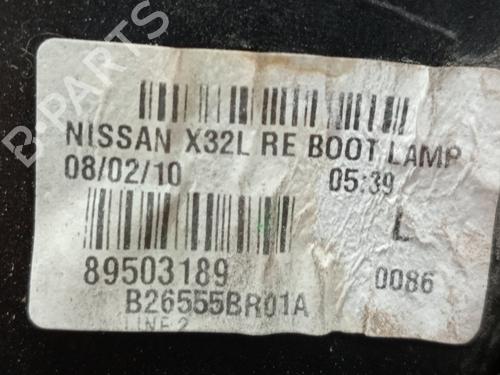 NISSAN X32L RE BOOT LAMP
08/02/10 05:39
L
89503189 0086
B26555BR01A
LINE 2
B-PARTS